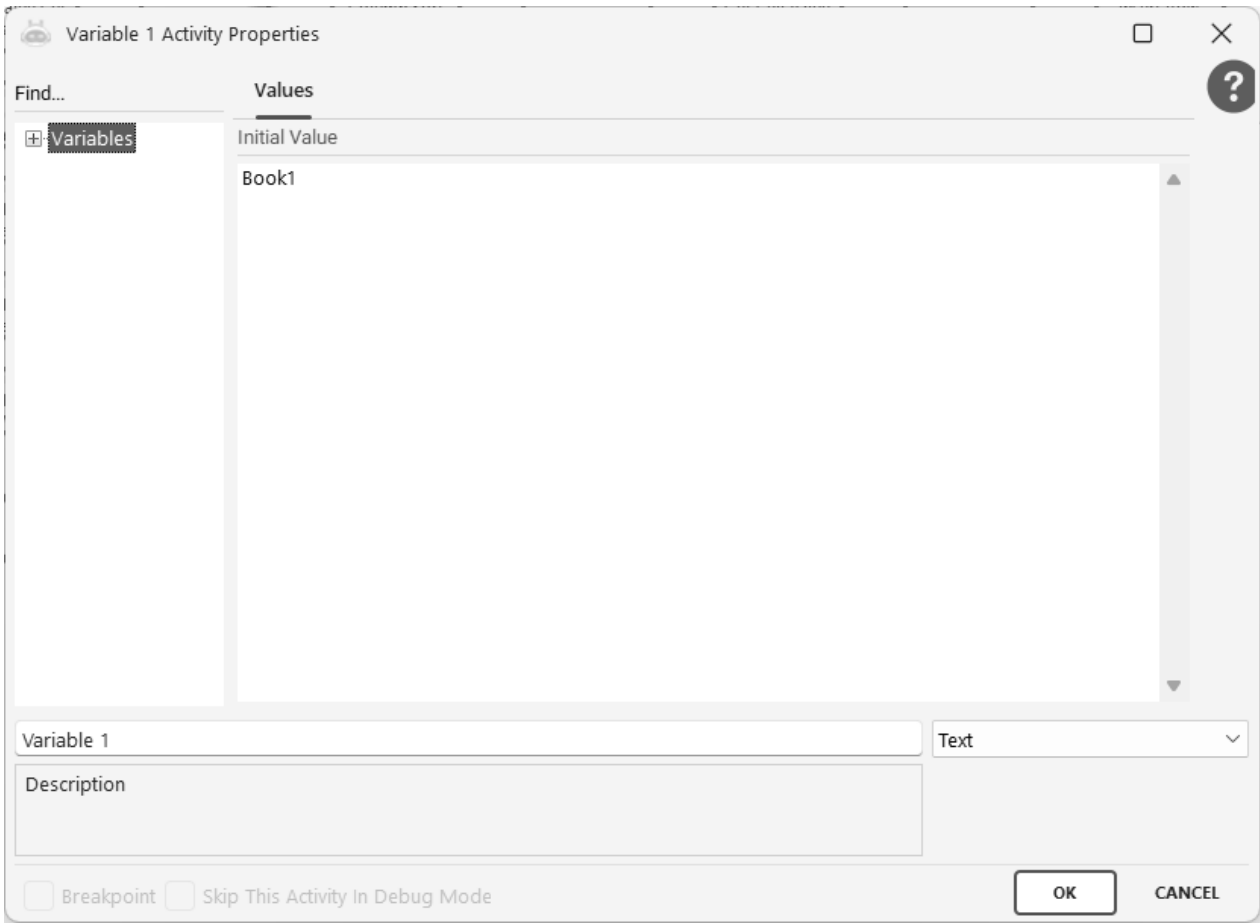 Variable 1 Activity Properties
?
Find...
Values
Variables
Initial Value
Book1
Variable 1
Text
Description
Breakpoint
Skip This Activity In Debug Mode
OK
CANCEL